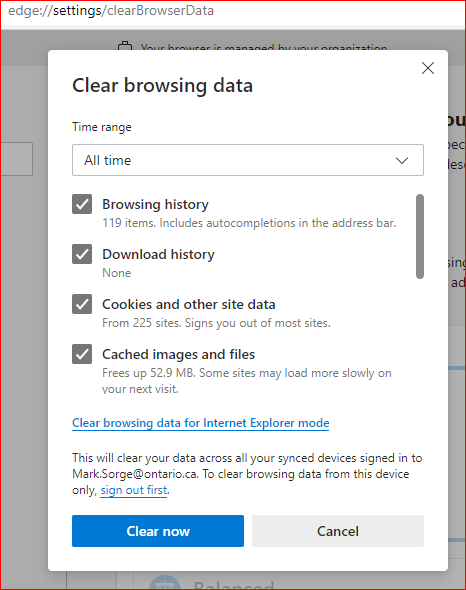 edge://settings/clearBrowserData
Your browser is managed by your organization
Clear browsing data
Time range
All time
Browsing history
119 items. Includes autocompletions in the address bar.
Download history
None
Cookies and other site data
From 225 sites. Signs you out of most sites.
Cached images and files
Frees up 52.9 MB. Some sites may load more slowly on
your next visit.
Clear browsing data for Internet Explorer mode
This will clear your data across all your synced devices signed in to
Mark.Sorge@ontario.ca. To clear browsing data from this device
only, sign out first.
Clear now
Cancel
Balanced